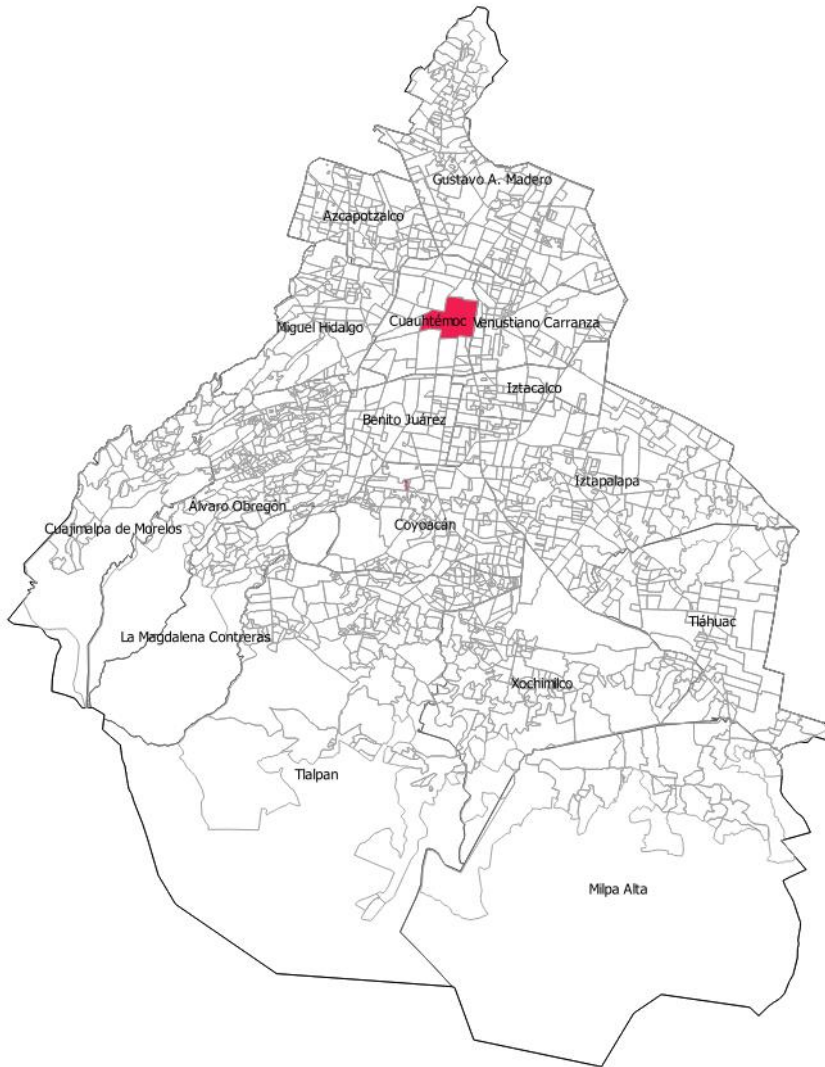 Gustavo A. Madero
Azcapotzalco
Miguel Hidalgo
Cuauhtémoc
Venustiano Carranza
Iztacalco
Benito Juárez
Iztapalapa
Álvaro Obregón
Cuajimalpa de Morelos
Coyoacán
La Magdalena Contreras
Tláhuac
Xochimilco
Tlalpan
Milpa Alta